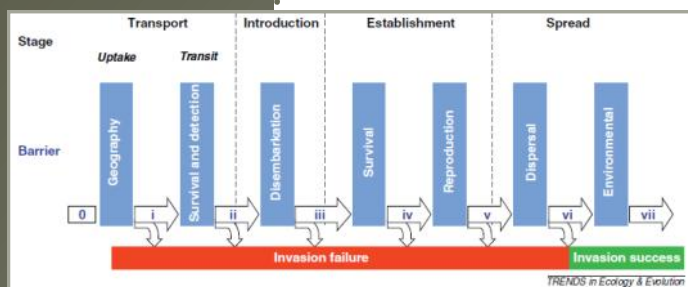 Transport Introduction Establishment Spread
Stage
Uptake Transit
Barrier
Geography
Survival and detection
Disembarkation
Survival
Reproduction
Dispersal
Environmental
0 i ii iii iv v vi vii
Invasion failure Invasion success
TRENDS in Ecology & Evolution